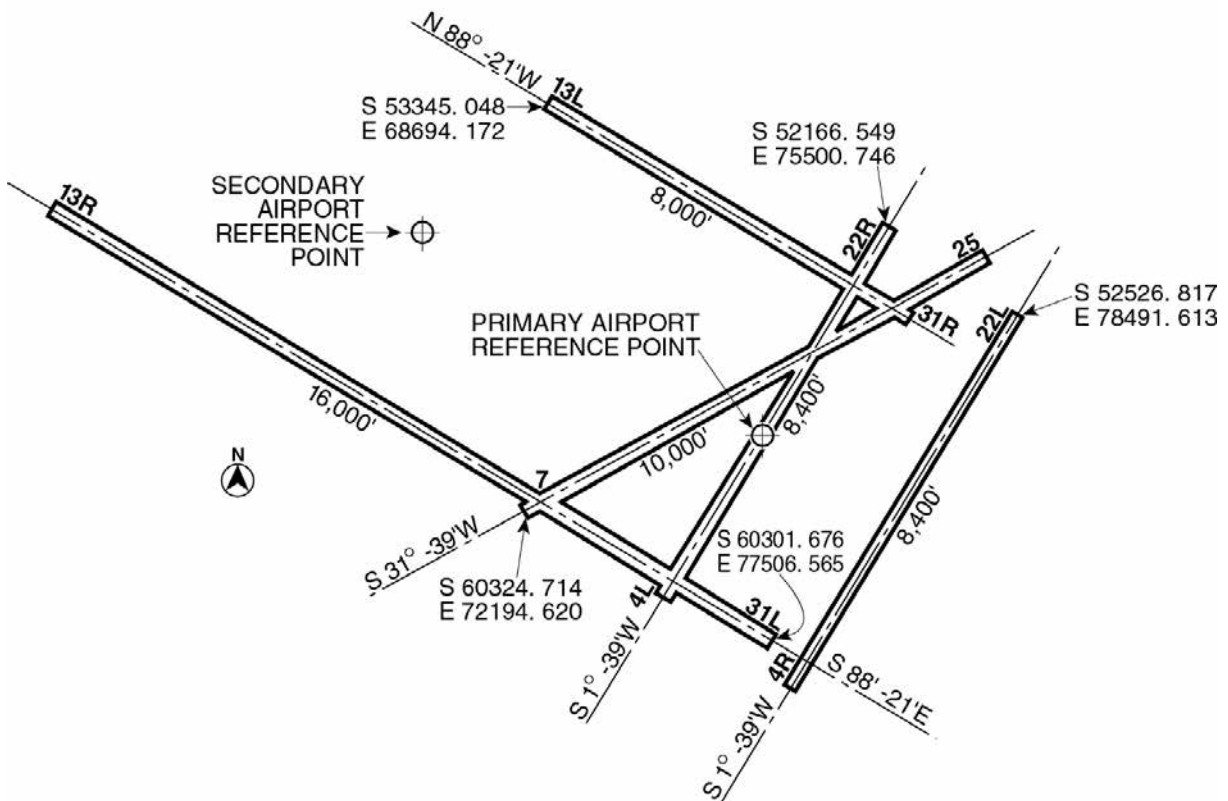 N 88° -21'W
13L
S 53345. 048
E 68694. 172
S 52166. 549
E 75500. 746
SECONDARY
AIRPORT
REFERENCE
POINT
13R
8,000'
22R
25
S 52526. 817
E 78491. 613
22L
31R
PRIMARY AIRPORT
REFERENCE POINT
16,000'
8,400'
10,000'
N
7
8,400'
S 31° -39'W
S 60324. 714
E 72194. 620
S 60301. 676
E 77506. 565
4L
31L
4R
S 88' -21'E
S 1° -39'W
S 1° -39'W